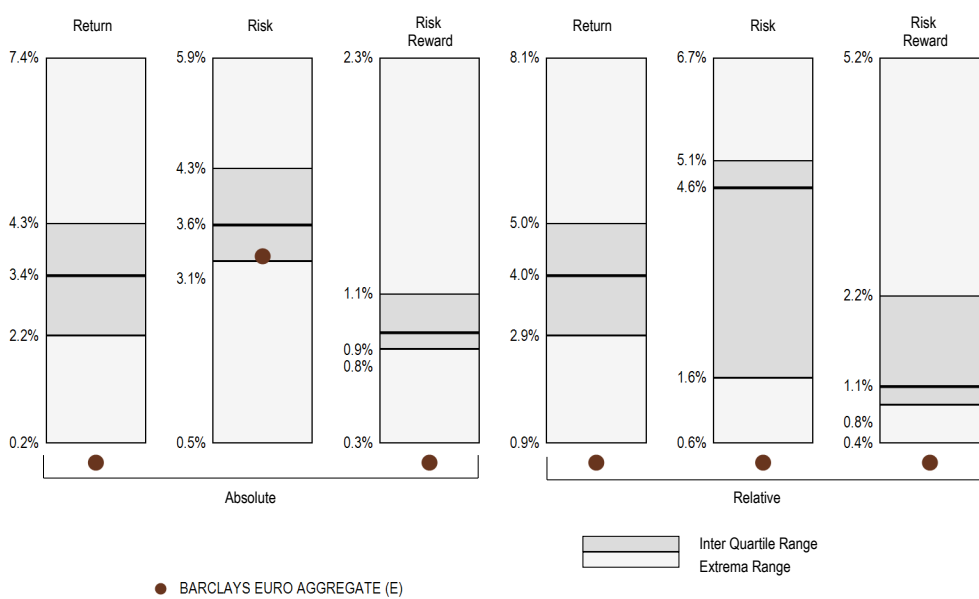 Return
Risk
Risk
Reward
Return
Risk
Risk
Reward
7.4%
4.3%
3.4%
2.2%
0.2%
5.9%
4.3%
3.6%
3.1%
0.5%
2.3%
1.1%
0.9%
0.8%
0.3%
8.1%
5.0%
4.0%
2.9%
0.9%
6.7%
5.1%
4.6%
1.6%
0.6%
5.2%
2.2%
1.1%
0.8%
0.4%
Absolute
Relative
Inter Quartile Range
Extrema Range
BARCLAYS EURO AGGREGATE (E)